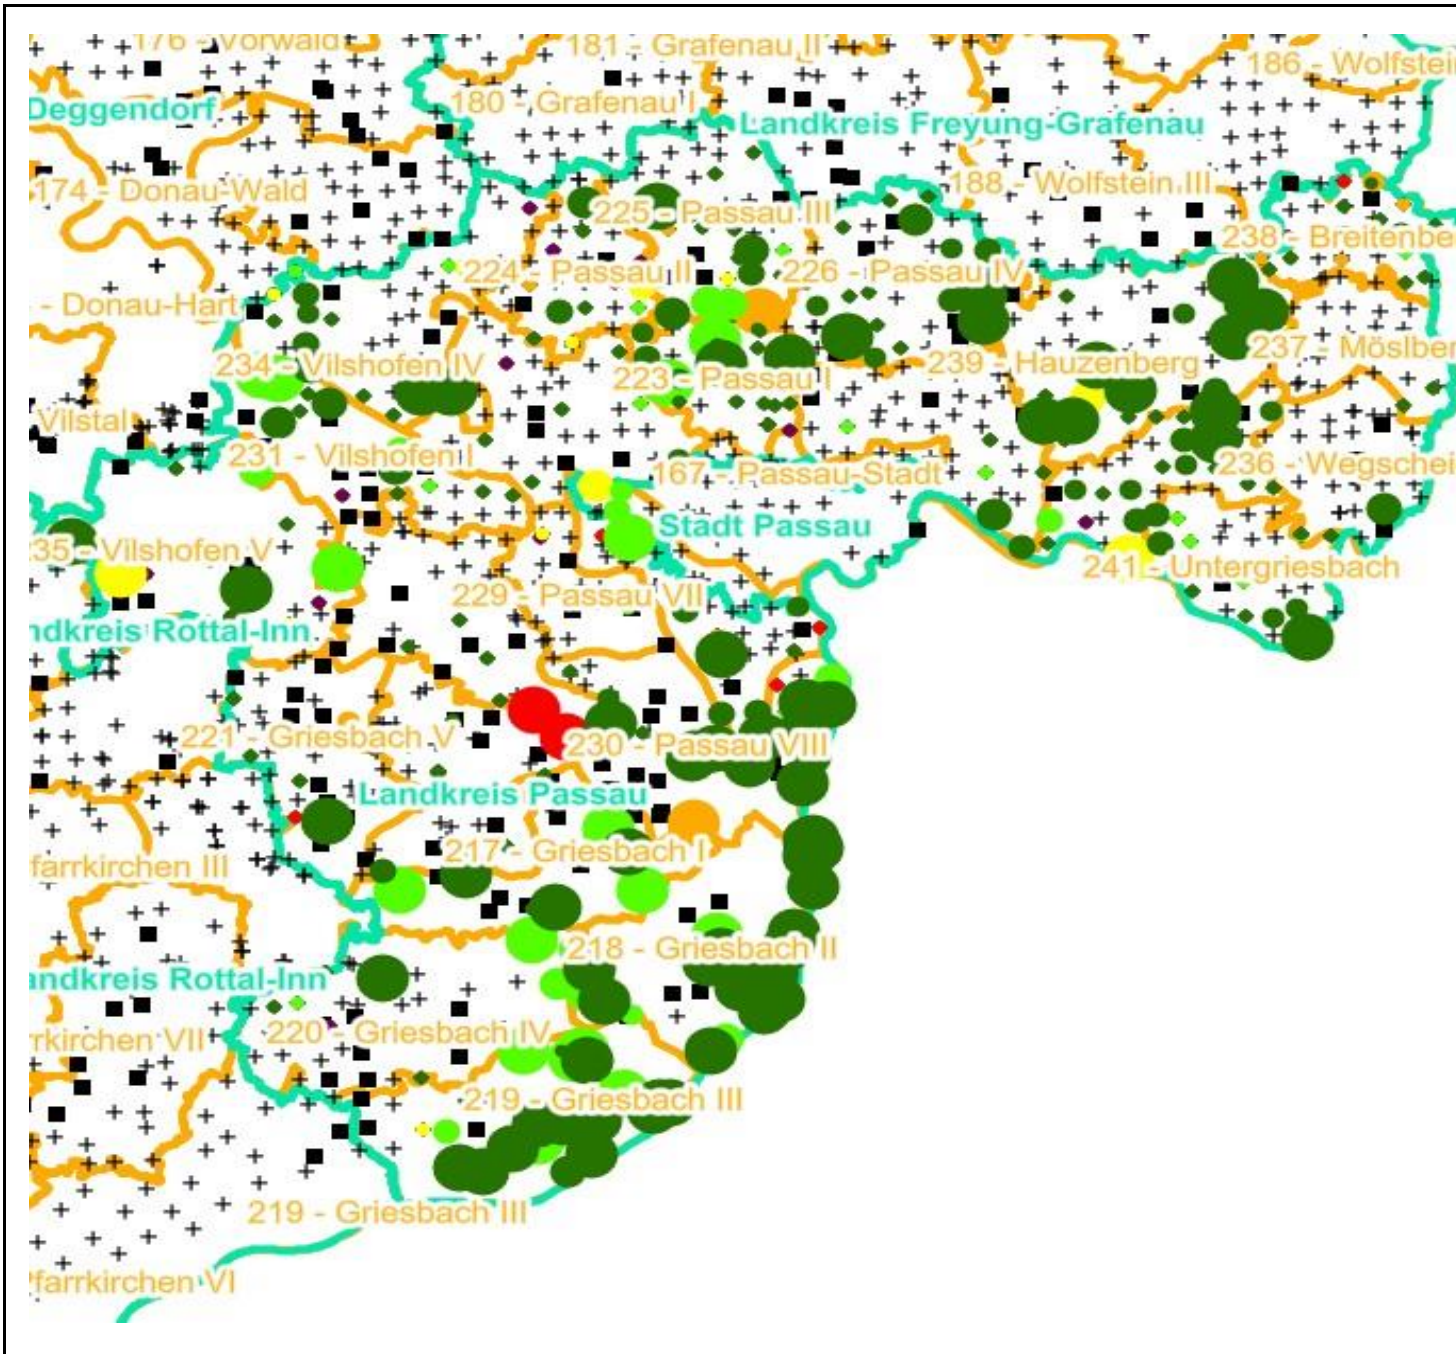 176 - Vorwald
181 - Grafenau II
186 - Wolfstei
180 - Grafenau I
Deggendorf
Landkreis Freyung-Grafenau
174 - Donau-Wald
188 - Wolfstein III
225 - Passau III
238 - Breitenbe
224 - Passau II
226 - Passau IV
- Donau-Hart
237 - Möslber
234 - Vilshofen IV
239 - Hauzenberg
223 - Passau I
Vilstal
231 - Vilshofen I
236 - Wegschei
167 - Passau-Stadt
Stadt Passau
35 - Vilshofen V
241 - Untergriesbach
229 - Passau VII
ndkreis Rottal-Inn
221 - Griesbach V
230 - Passau VIII
Landkreis Passau
217 - Griesbach I
farrkirchen III
218 - Griesbach II
andkreis Rottal-Inn
220 - Griesbach IV
rrkirchen VII
219 - Griesbach III
219 - Griesbach III
Pfarrkirchen VI